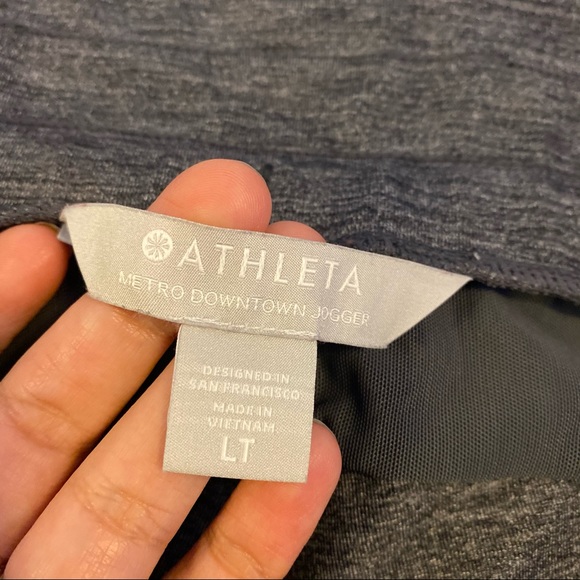 ATHLETA
METRO DOWNTOWN JOGGER
DESIGNED IN
SAN FRANCISCO
MADE IN
VIETNAM
LT